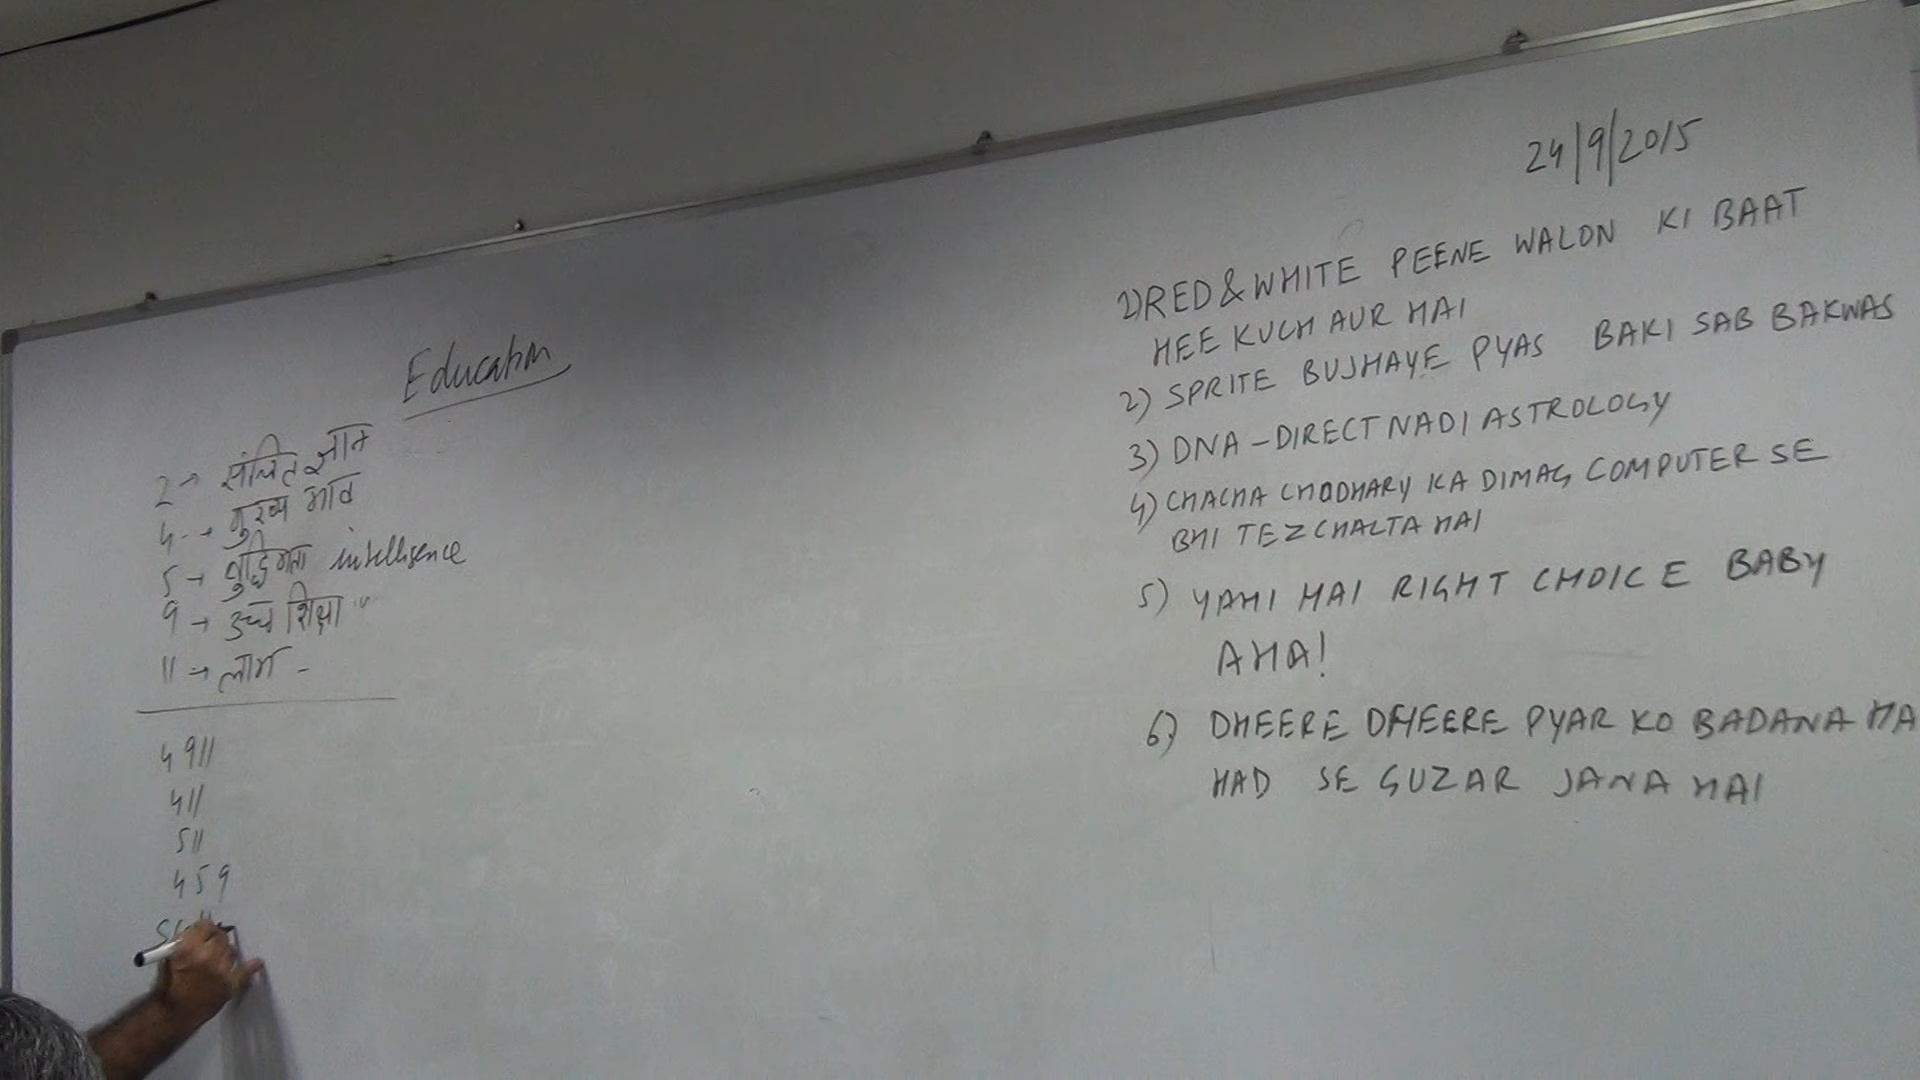 Education
2 → संचित ज्ञान
4 → मुख्य भाव
5 → बुद्धिमता intelligence
9 → उच्च शिक्षा "
11 → लाभ -
4 9 11
4 11
5 11
4 5 9
24/9/2015
1) RED & WHITE PEENE WALON KI BAAT
HEE KUCH AUR HAI
2) SPRITE BUJHAYE PYAS BAKI SAB BAKWAS
3) DNA - DIRECT NADI ASTROLOGY
4) CHACHA CHODHARY KA DIMAG COMPUTER SE
BHI TEZ CHALTA HAI
5) YAHI HAI RIGHT CHOICE BABY
AHA!
6) DHEERE DHEERE PYAR KO BADANA HA
HAD SE GUZAR JANA HAI